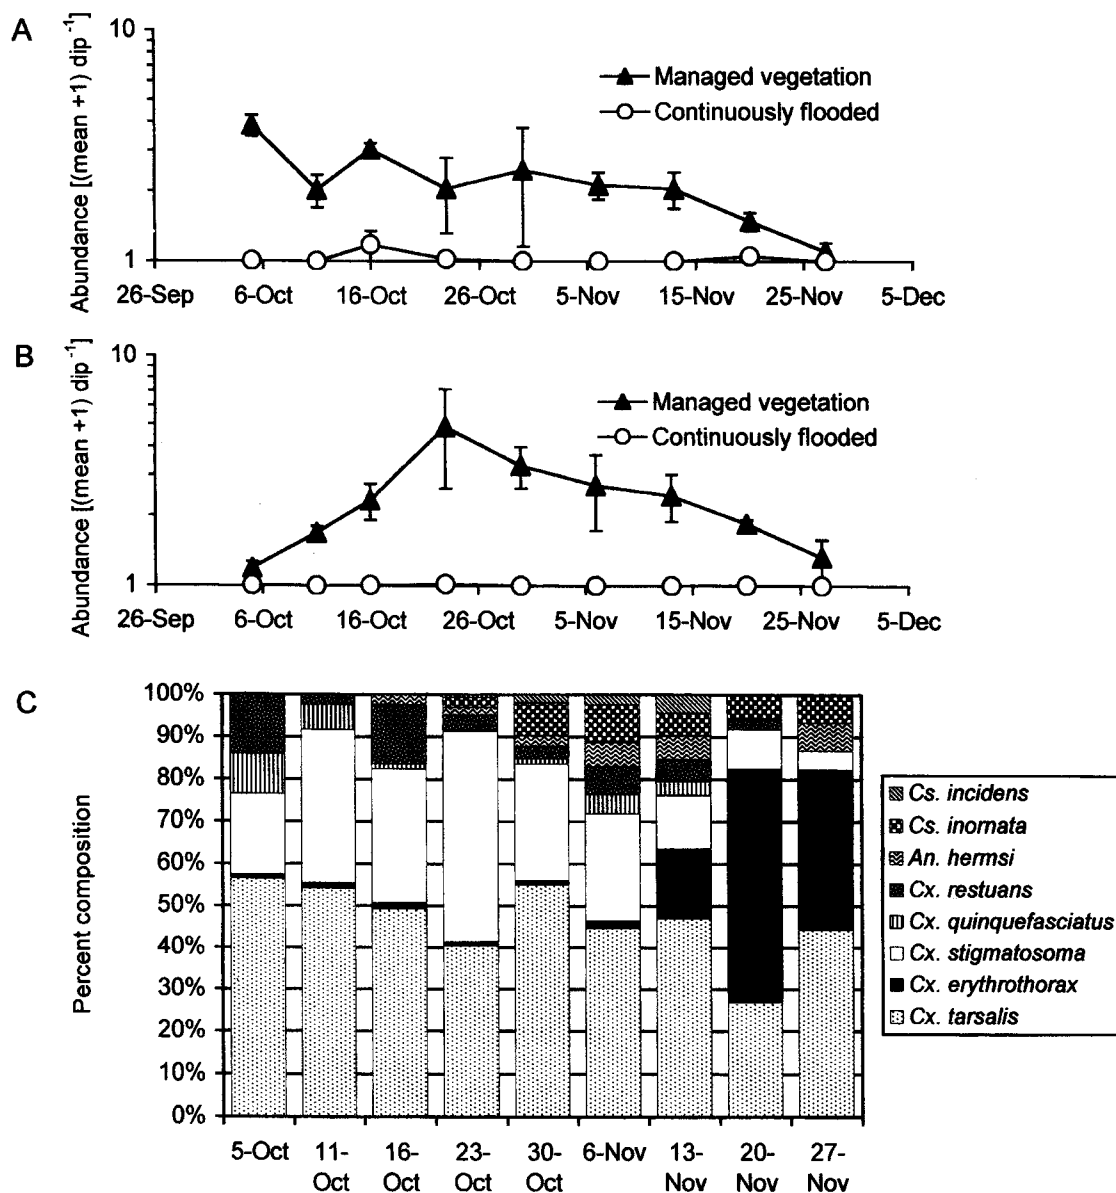 A
Abundance [(mean +1) dip⁻¹]
10
1
Managed vegetation
Continuously flooded
26-Sep 6-Oct 16-Oct 26-Oct 5-Nov 15-Nov 25-Nov 5-Dec
B
Abundance [(mean +1) dip⁻¹]
10
1
Managed vegetation
Continuously flooded
26-Sep 6-Oct 16-Oct 26-Oct 5-Nov 15-Nov 25-Nov 5-Dec
C
Percent composition
100%
90%
80%
70%
60%
50%
40%
30%
20%
10%
0%
5-Oct 11- 16- 23- 30- 6-Nov 13- 20- 27-
Oct Oct Oct Oct Nov Nov Nov
Cs. incidens
Cs. inornata
An. hermsi
Cx. restuans
Cx. quinquefasciatus
Cx. stigmatosoma
Cx. erythrothorax
Cx. tarsalis